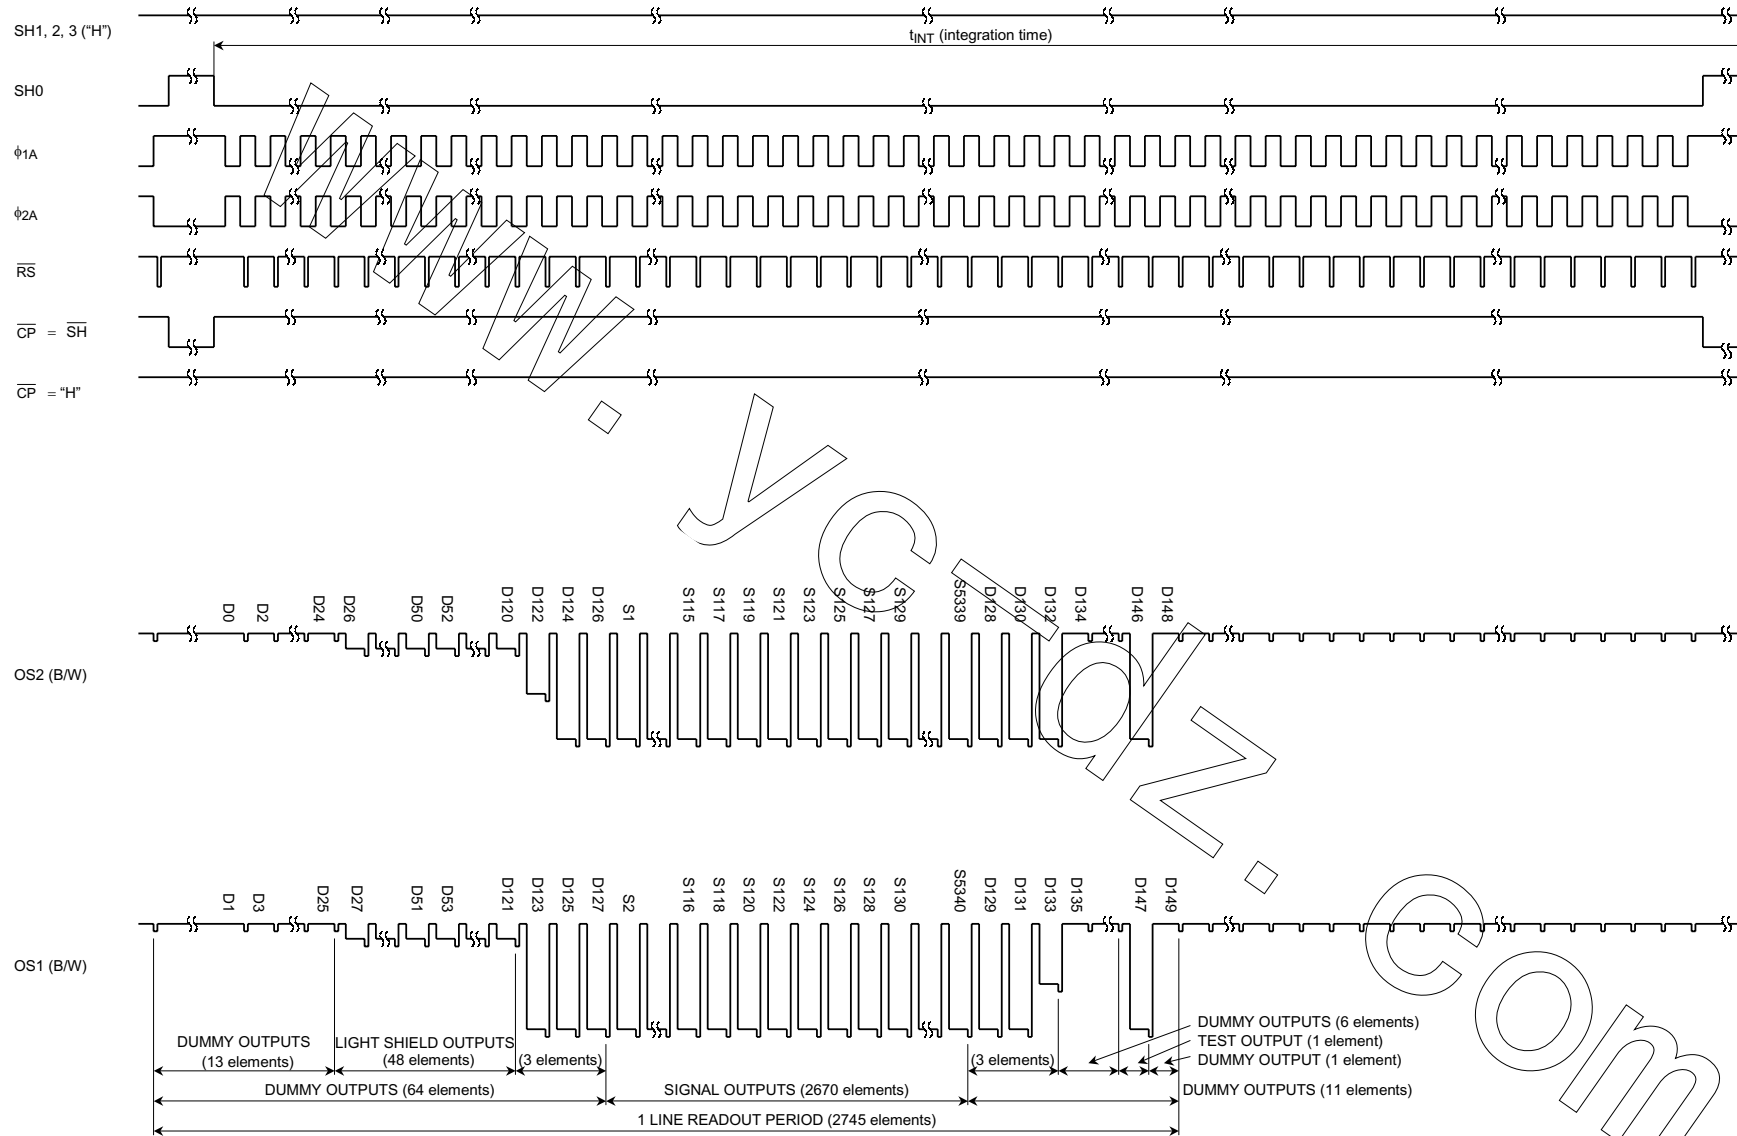 SH1, 2, 3 (“H”)
tINT (integration time)
SH0
ϕ1A
ϕ2A
RS
CP = SH
CP = “H”
D0 D2 D24 D26 D50 D52 D120 D122 D124 D126 S1 S115 S117 S119 S121 S123 S125 S127 S129 S5339 D128 D130 D132 D134 D146 D148
OS2 (B/W)
D1 D3 D25 D27 D51 D53 D121 D123 D125 D127 S2 S116 S118 S120 S122 S124 S126 S128 S130 S5340 D129 D131 D133 D135 D147 D149
OS1 (B/W)
DUMMY OUTPUTS
(13 elements)
LIGHT SHIELD OUTPUTS
(48 elements)
(3 elements)
(3 elements)
DUMMY OUTPUTS (6 elements)
TEST OUTPUT (1 element)
DUMMY OUTPUT (1 element)
DUMMY OUTPUTS (64 elements)
SIGNAL OUTPUTS (2670 elements)
DUMMY OUTPUTS (11 elements)
1 LINE READOUT PERIOD (2745 elements)
www.yc-dz.com